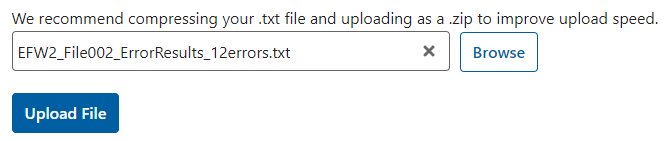 We recommend compressing your .txt file and uploading as a .zip to improve upload speed.
EFW2_File002_ErrorResults_12errors.txt
Browse
Upload File